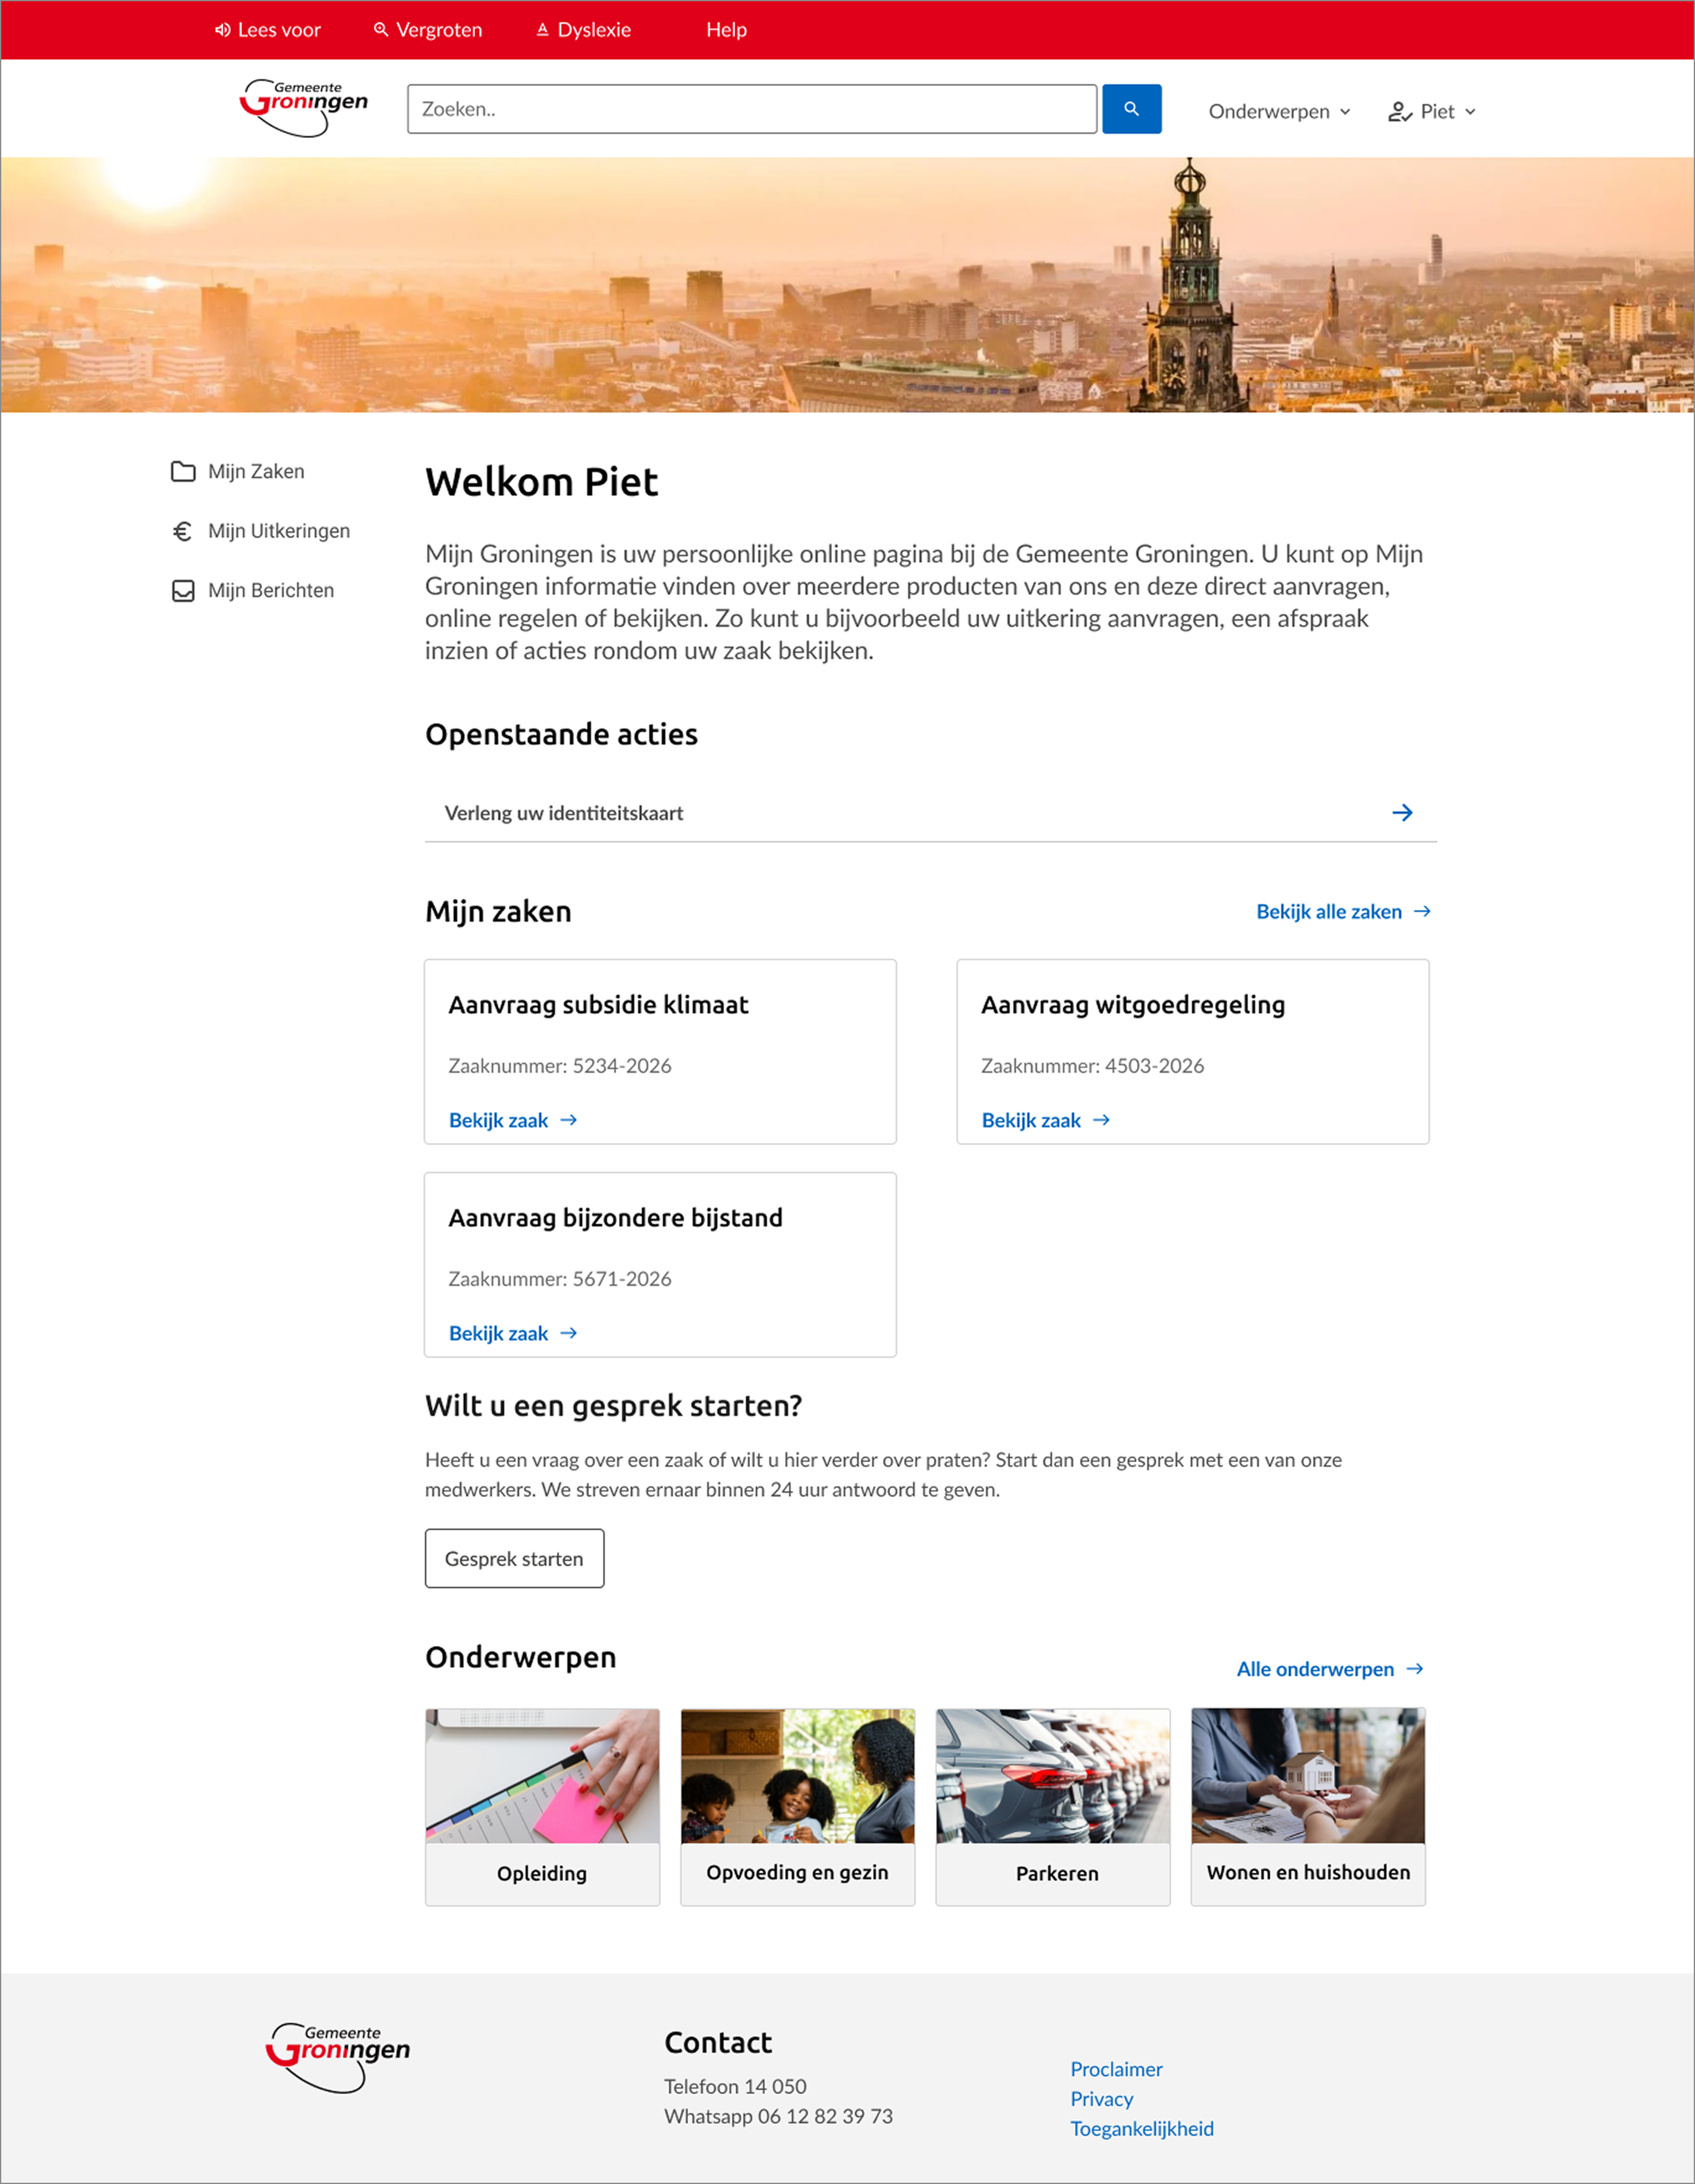 Lees voor
Vergroten
Dyslexie
Help
Gemeente
Groningen
Zoeken..
Onderwerpen
Piet
Mijn Zaken
Mijn Uitkeringen
Mijn Berichten
Welkom Piet
Mijn Groningen is uw persoonlijke online pagina bij de Gemeente Groningen. U kunt op Mijn
Groningen informatie vinden over meerdere producten van ons en deze direct aanvragen,
online regelen of bekijken. Zo kunt u bijvoorbeeld uw uitkering aanvragen, een afspraak
inzien of acties rondom uw zaak bekijken.
Openstaande acties
Verleng uw identiteitskaart
Mijn zaken
Bekijk alle zaken
Aanvraag subsidie klimaat
Zaaknummer: 5234-2026
Bekijk zaak
Aanvraag witgoedregeling
Zaaknummer: 4503-2026
Bekijk zaak
Aanvraag bijzondere bijstand
Zaaknummer: 5671-2026
Bekijk zaak
Wilt u een gesprek starten?
Heeft u een vraag over een zaak of wilt u hier verder over praten? Start dan een gesprek met een van onze
medwerkers. We streven ernaar binnen 24 uur antwoord te geven.
Gesprek starten
Onderwerpen
Alle onderwerpen
Opleiding
Opvoeding en gezin
Parkeren
Wonen en huishouden
Gemeente
Groningen
Contact
Telefoon 14 050
Whatsapp 06 12 82 39 73
Proclaimer
Privacy
Toegankelijkheid